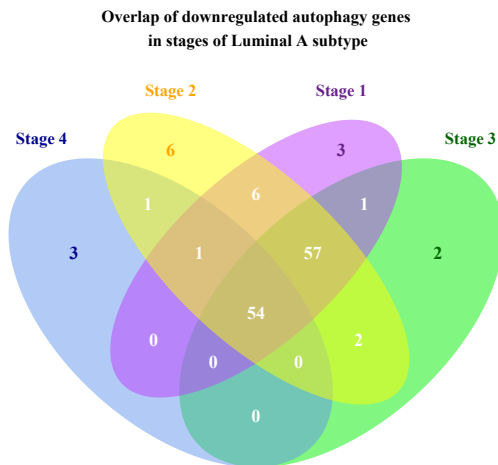 Overlap of downregulated autophagy genes
in stages of Luminal A subtype
Stage 2
Stage 1
Stage 4
Stage 3
6
3
1
6
1
3
1
57
2
54
0
0
0
2
0